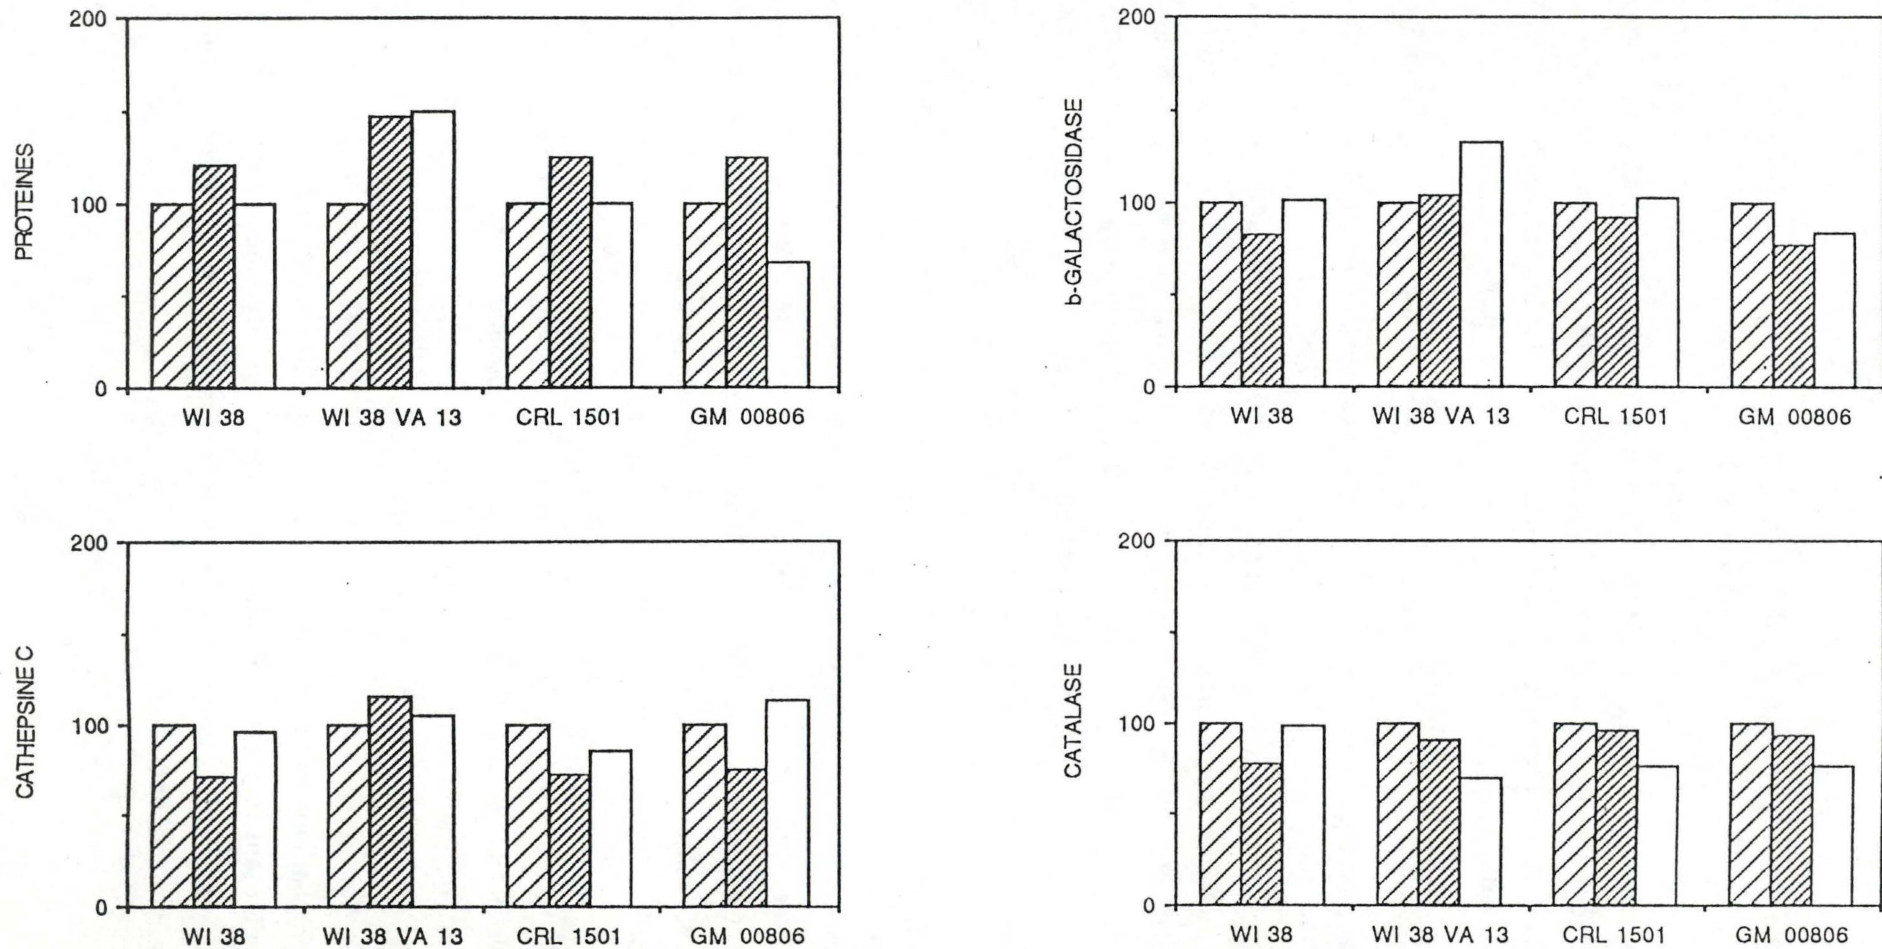 PROTEINES
200
100
0
WI 38 WI 38 VA 13 CRL 1501 GM 00806
b-GALACTOSIDASE
200
100
0
WI 38 WI 38 VA 13 CRL 1501 GM 00806
CATHEPSINE C
200
100
0
WI 38 WI 38 VA 13 CRL 1501 GM 00806
CATALASE
200
100
0
WI 38 WI 38 VA 13 CRL 1501 GM 00806